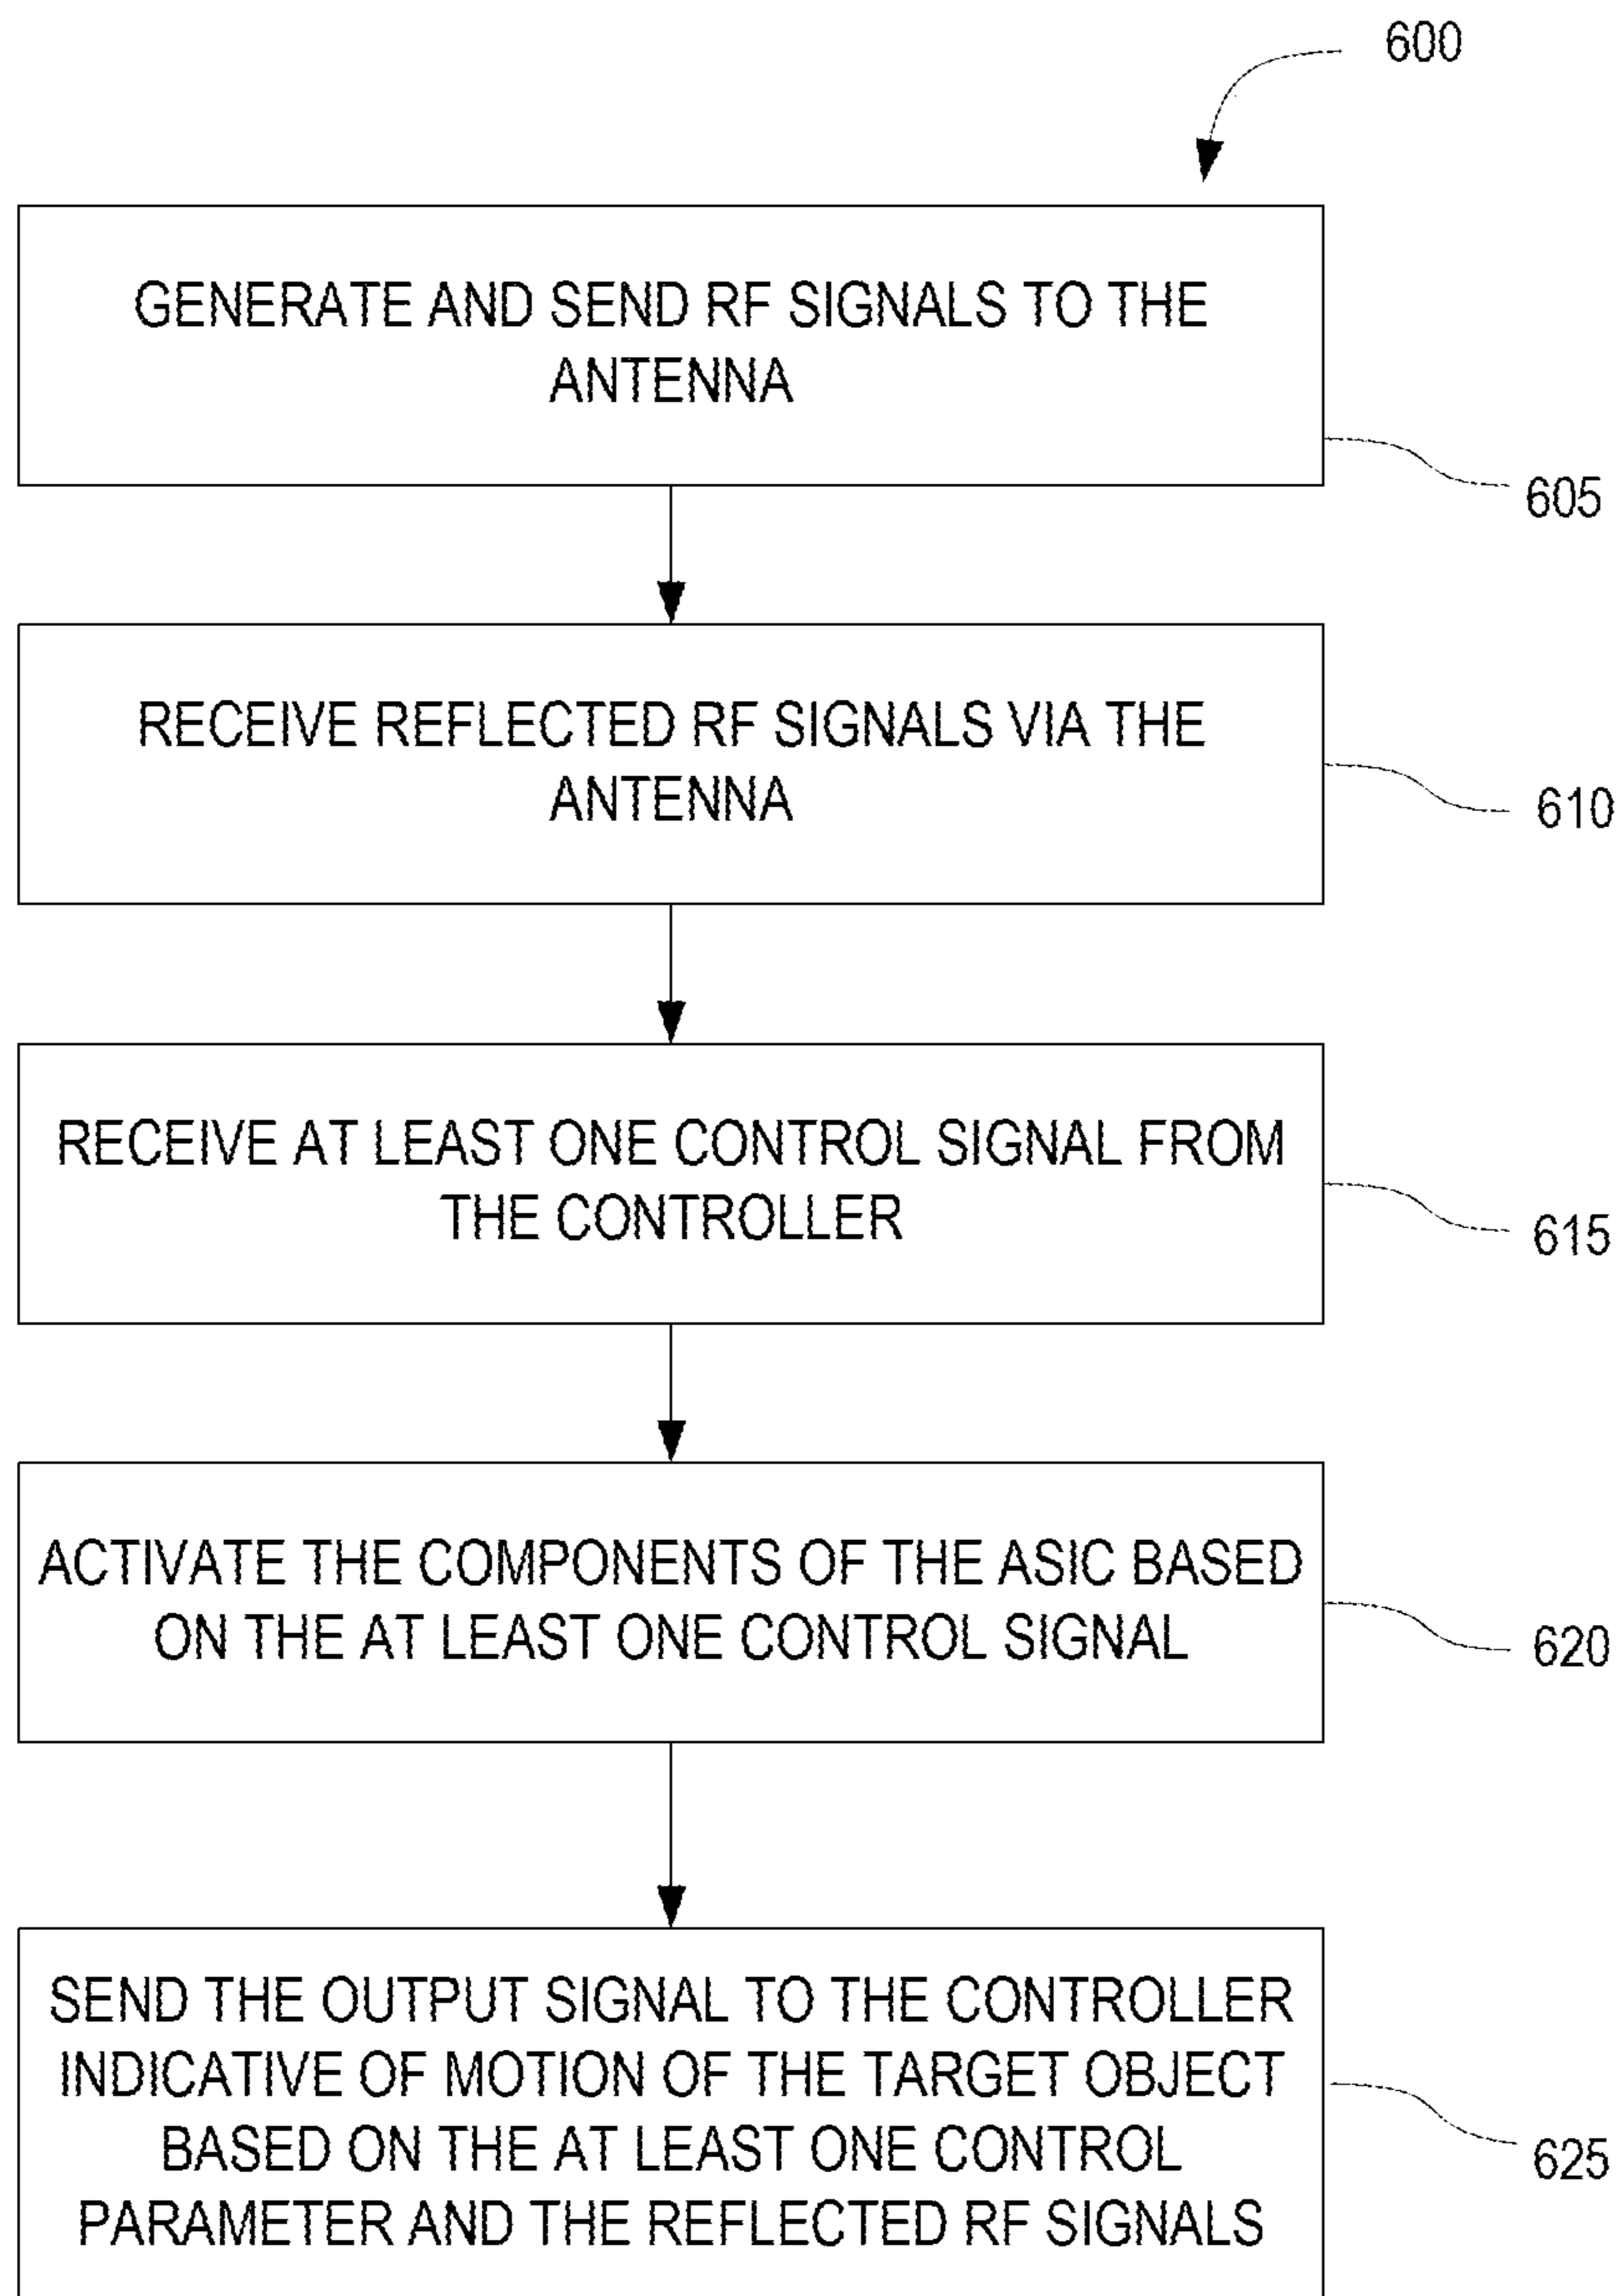 600
GENERATE AND SEND RF SIGNALS TO THE
ANTENNA
605
RECEIVE REFLECTED RF SIGNALS VIA THE
ANTENNA
610
RECEIVE AT LEAST ONE CONTROL SIGNAL FROM
THE CONTROLLER
615
ACTIVATE THE COMPONENTS OF THE ASIC BASED
ON THE AT LEAST ONE CONTROL SIGNAL
620
SEND THE OUTPUT SIGNAL TO THE CONTROLLER
INDICATIVE OF MOTION OF THE TARGET OBJECT
BASED ON THE AT LEAST ONE CONTROL
PARAMETER AND THE REFLECTED RF SIGNALS
625